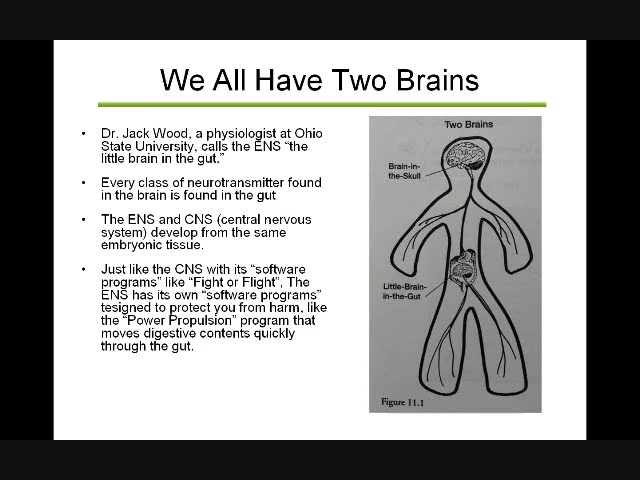 We All Have Two Brains
• Dr. Jack Wood, a physiologist at Ohio
State University, calls the ENS “the
little brain in the gut.”
• Every class of neurotransmitter found
in the brain is found in the gut
• The ENS and CNS (central nervous
system) develop from the same
embryonic tissue.
• Just like the CNS with its “software
programs” like “Fight or Flight”, The
ENS has its own “software programs”
tesigned to protect you from harm, like
the “Power Propulsion” program that
moves digestive contents quickly
through the gut.
Two Brains
Brain-in-
the-Skull
Little-Brain-
in-the-Gut
Figure 11.1